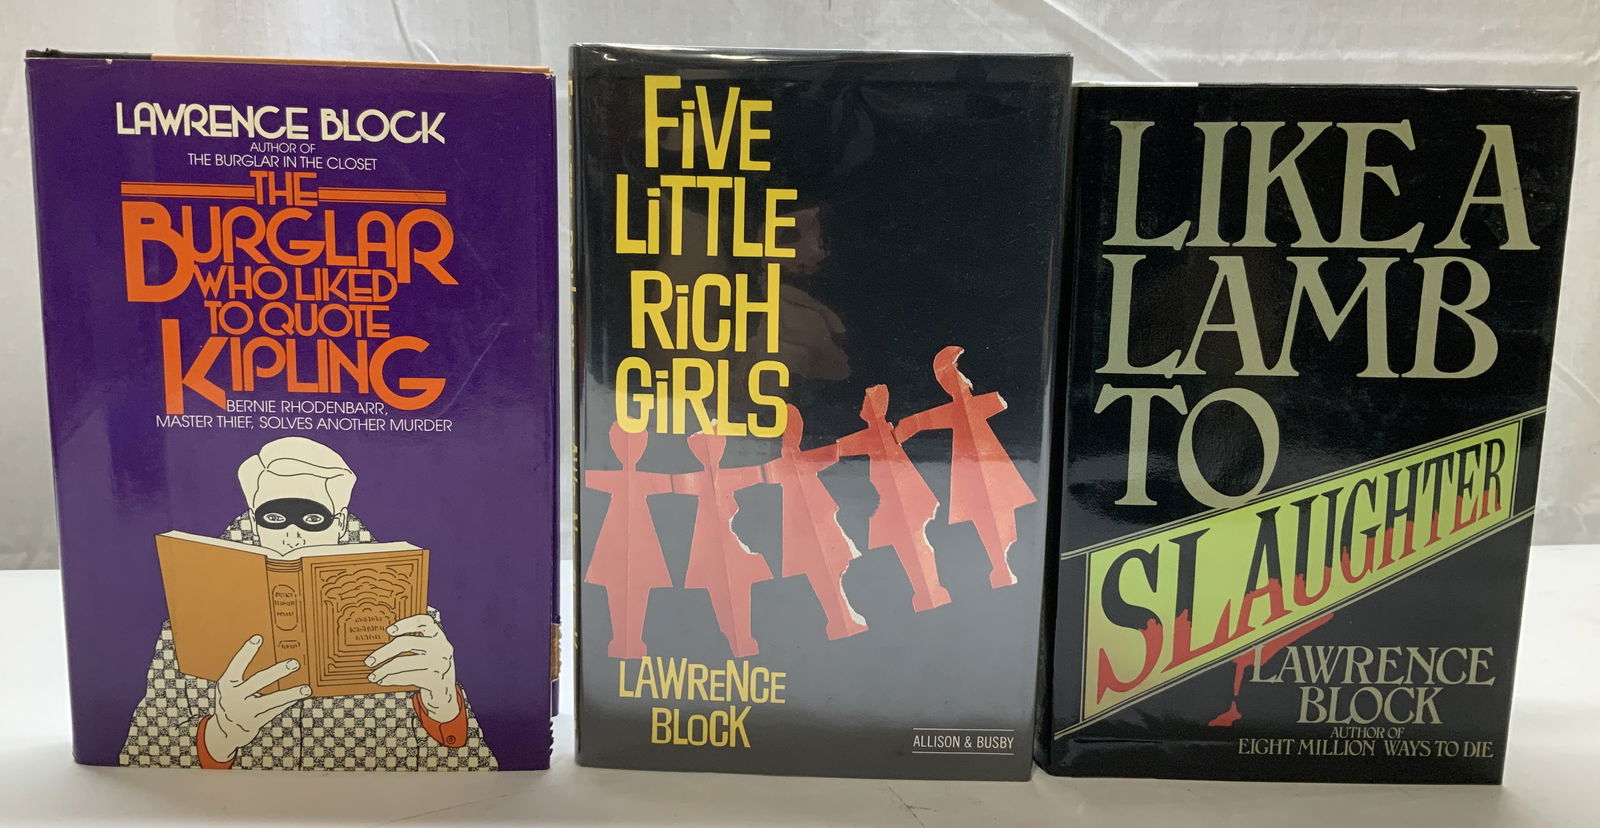 LAWRENCE BLOCK
AUTHOR OF
THE BURGLAR IN THE CLOSET
THE
BURGLAR
WHO LIKED
TO QUOTE
KIPLING
BERNIE RHODENBARR,
MASTER THIEF, SOLVES ANOTHER MURDER
FiVE
LiTTLE
RiCH
GiRLS
LAWReNCE
BLoCK
ALLISON & BUSBY
LIKE A
LAMB
TO
SLAUGHTER
LAWRENCE
BLOCK
AUTHOR OF
EIGHT MILLION WAYS TO DIE